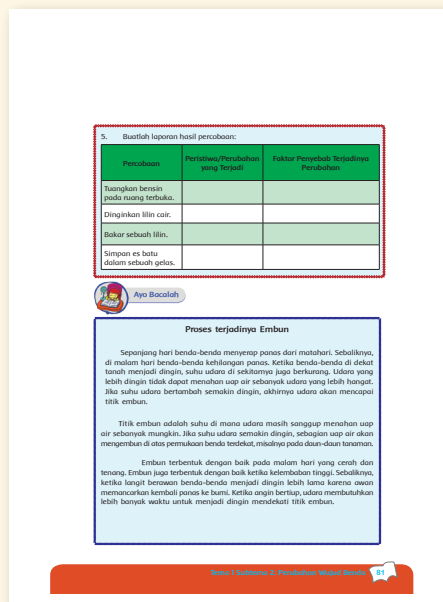 5. Buatlah laporan hasil percobaan:
Percobaan
Peristiwa/Perubahan
yang Terjadi
Faktor Penyebab Terjadinya
Perubahan
Tuangkan bensin
pada ruang terbuka.
Dinginkan lilin cair.
Bakar sebuah lilin.
Simpan es batu
dalam sebuah gelas.
Ayo Bacalah
Proses terjadinya Embun
Sepanjang hari benda-benda menyerap panas dari matahari. Sebaliknya,
di malam hari benda-benda kehilangan panas. Ketika benda-benda di dekat
tanah menjadi dingin, suhu udara di sekitarnya juga berkurang. Udara yang
lebih dingin tidak dapat menahan uap air sebanyak udara yang lebih hangat.
Jika suhu udara bertambah semakin dingin, akhirnya udara akan mencapai
titik embun.
Titik embun adalah suhu di mana udara masih sanggup menahan uap
air sebanyak mungkin. Jika suhu udara semakin dingin, sebagian uap air akan
mengembun di atas permukaan benda terdekat, misalnya pada daun-daun tanaman.
Embun terbentuk dengan baik pada malam hari yang cerah dan
tenang. Embun juga terbentuk dengan baik ketika kelembaban tinggi. Sebaliknya,
ketika langit berawan benda-benda menjadi dingin lebih lama karena awan
memancarkan kembali panas ke bumi. Ketika angin bertiup, udara membutuhkan
lebih banyak waktu untuk menjadi dingin mendekati titik embun.
Tema 1 Subtema 2: Perubahan Wujud Benda 81